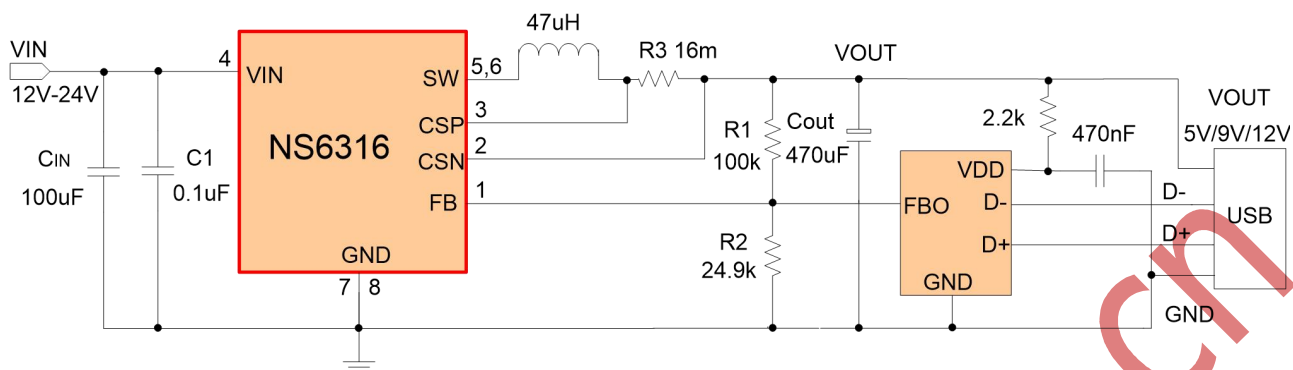 VIN
12V-24V
CIN
100uF
C1
0.1uF
4
VIN
NS6316
SW
CSP
CSN
FB
GND
7 8
5,6
3
2
1
47uH
R3 16m
VOUT
R1
100k
Cout
470uF
R2
24.9k
2.2k
470nF
VDD
FBO
D-
D+
GND
D-
D+
VOUT
5V/9V/12V
USB
GND
cn